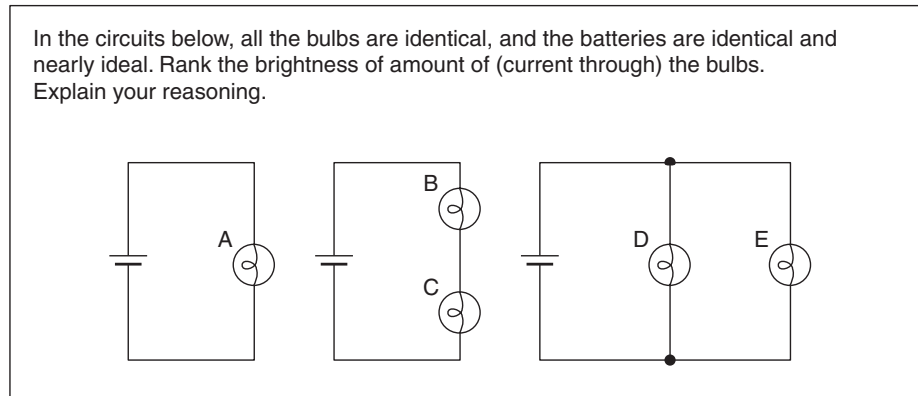 In the circuits below, all the bulbs are identical, and the batteries are identical and
nearly ideal. Rank the brightness of amount of (current through) the bulbs.
Explain your reasoning.
B
A
D
E
C